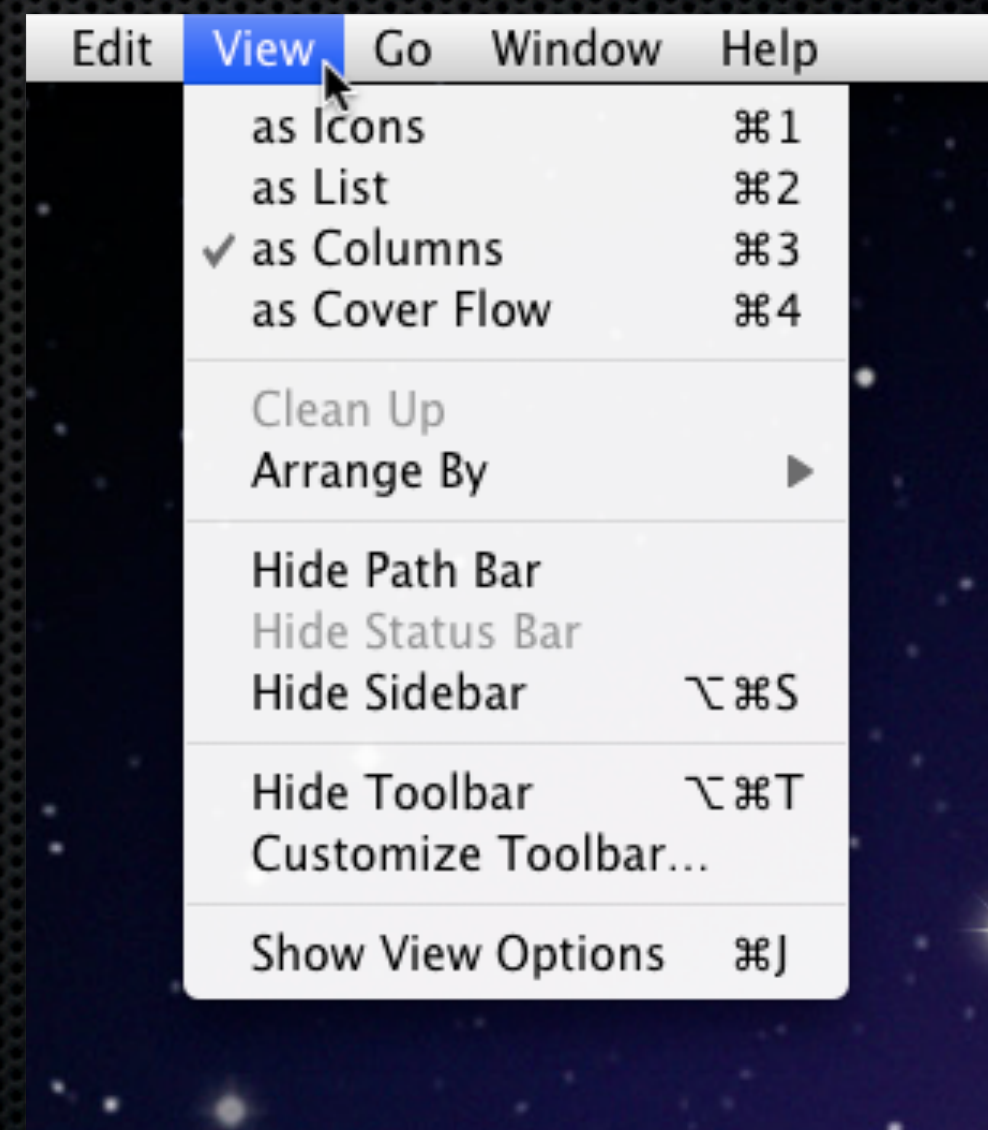 Edit View Go Window Help
as Icons ⌘1
as List ⌘2
✓ as Columns ⌘3
as Cover Flow ⌘4
Clean Up
Arrange By ▶
Hide Path Bar
Hide Status Bar
Hide Sidebar ⌥⌘S
Hide Toolbar ⌥⌘T
Customize Toolbar...
Show View Options ⌘J